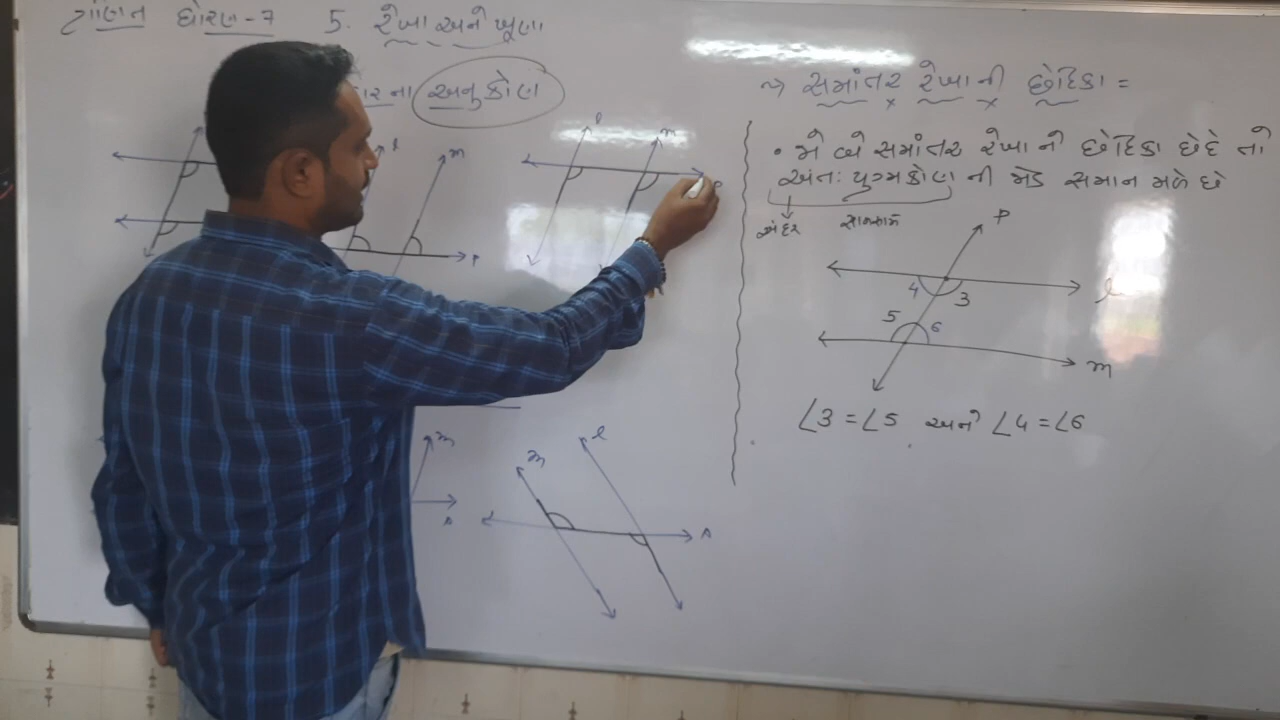 ગણિત ધોરણ-7 5. રેખા અને ખૂણા
ના અનુકોણ
l
m
l
m
P
P
m
s
m
l
s
→ સમાંતર રેખાની છેદિકા =
• જો બે સમાંતર રેખાની છેદિકા છેદે તો
અંતઃ યુગ્મકોણ ની જોડ સમાન મળે છે
અંદર
P
l
4 3
5 6
m
∠3 = ∠5 અને ∠4 = ∠6